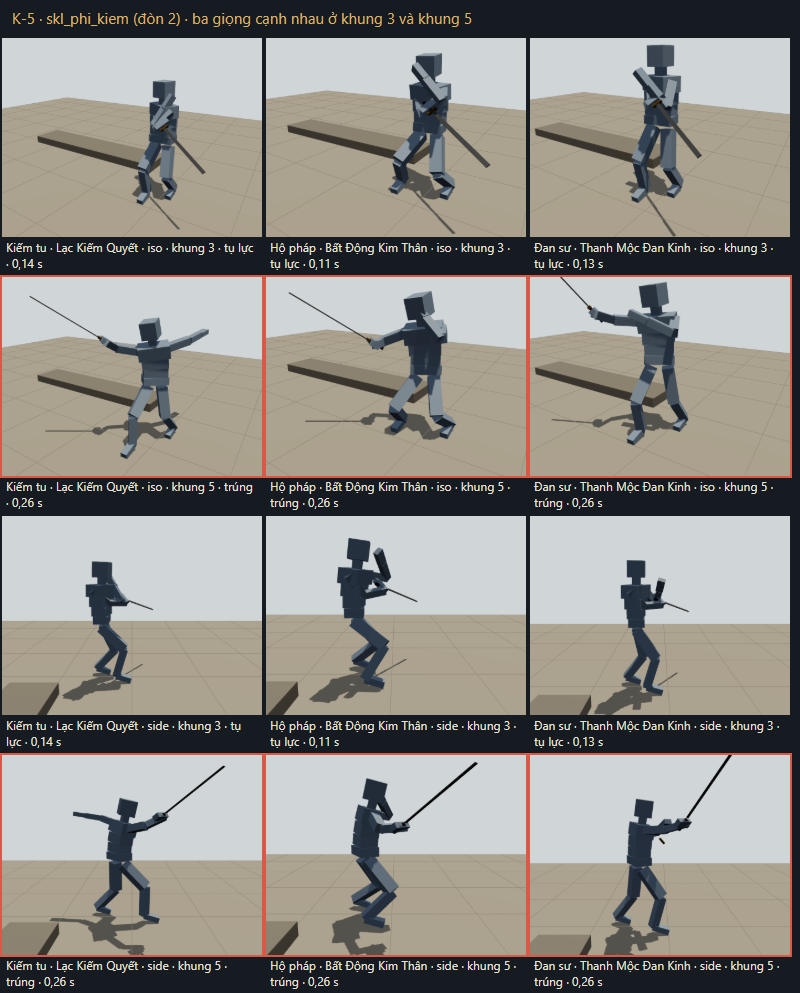 K-5 · skl_phi_kiem (đòn 2) · ba giọng cạnh nhau ở khung 3 và khung 5
Kiếm tu · Lạc Kiếm Quyết · iso · khung 3 · tụ lực
· 0,14 s
Hộ pháp · Bất Động Kim Thân · iso · khung 3 ·
tụ lực · 0,11 s
Đan sư · Thanh Mộc Đan Kinh · iso · khung 3 ·
tụ lực · 0,13 s
Kiếm tu · Lạc Kiếm Quyết · iso · khung 5 · trúng
· 0,26 s
Hộ pháp · Bất Động Kim Thân · iso · khung 5 ·
trúng · 0,26 s
Đan sư · Thanh Mộc Đan Kinh · iso · khung 5 ·
trúng · 0,26 s
Kiếm tu · Lạc Kiếm Quyết · side · khung 3 · tụ
lực · 0,14 s
Hộ pháp · Bất Động Kim Thân · side · khung 3 ·
tụ lực · 0,11 s
Đan sư · Thanh Mộc Đan Kinh · side · khung 3 ·
tụ lực · 0,13 s
Kiếm tu · Lạc Kiếm Quyết · side · khung 5 ·
trúng · 0,26 s
Hộ pháp · Bất Động Kim Thân · side · khung 5 ·
trúng · 0,26 s
Đan sư · Thanh Mộc Đan Kinh · side · khung 5 ·
trúng · 0,26 s